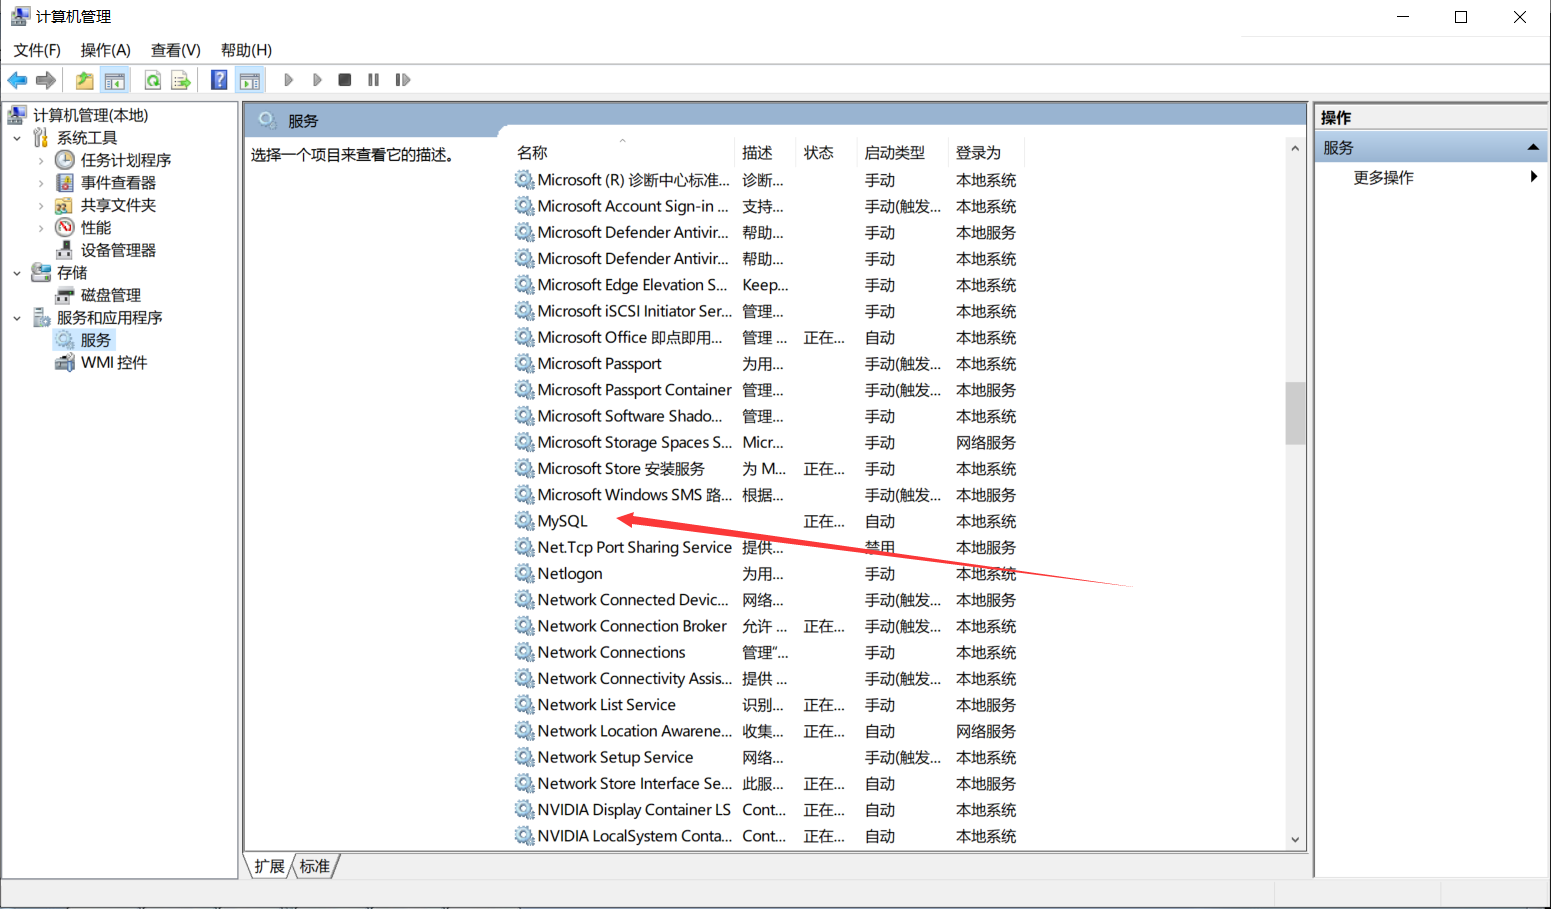 计算机管理
文件(F) 操作(A) 查看(V) 帮助(H)
计算机管理(本地)
系统工具
任务计划程序
事件查看器
共享文件夹
性能
设备管理器
存储
磁盘管理
服务和应用程序
服务
WMI 控件
服务
选择一个项目来查看它的描述。
名称 描述 状态 启动类型 登录为
Microsoft (R) 诊断中心标准... 诊断... 手动 本地系统
Microsoft Account Sign-in ... 支持... 手动(触发... 本地系统
Microsoft Defender Antivir... 帮助... 手动 本地服务
Microsoft Defender Antivir... 帮助... 手动 本地系统
Microsoft Edge Elevation S... Keep... 手动 本地系统
Microsoft iSCSI Initiator Ser... 管理... 手动 本地系统
Microsoft Office 即点即用... 管理 ... 正在... 自动 本地系统
Microsoft Passport 为用... 手动(触发... 本地系统
Microsoft Passport Container 管理... 手动(触发... 本地服务
Microsoft Software Shado... 管理... 手动 本地系统
Microsoft Storage Spaces S... Micr... 手动 网络服务
Microsoft Store 安装服务 为 M... 正在... 手动 本地系统
Microsoft Windows SMS 路... 根据... 手动(触发... 本地服务
MySQL 正在... 自动 本地系统
Net.Tcp Port Sharing Service 提供... 禁用 本地服务
Netlogon 为用... 手动 本地系统
Network Connected Devic... 网络... 手动(触发... 本地服务
Network Connection Broker 允许 ... 正在... 手动(触发... 本地系统
Network Connections 管理“... 手动 本地系统
Network Connectivity Assis... 提供 ... 手动(触发... 本地系统
Network List Service 识别... 正在... 手动 本地服务
Network Location Awarene... 收集... 正在... 自动 网络服务
Network Setup Service 网络... 手动(触发... 本地系统
Network Store Interface Se... 此服... 正在... 自动 本地服务
NVIDIA Display Container LS Cont... 正在... 自动 本地系统
NVIDIA LocalSystem Conta... Cont... 正在... 自动 本地系统
扩展 标准
操作
服务
更多操作